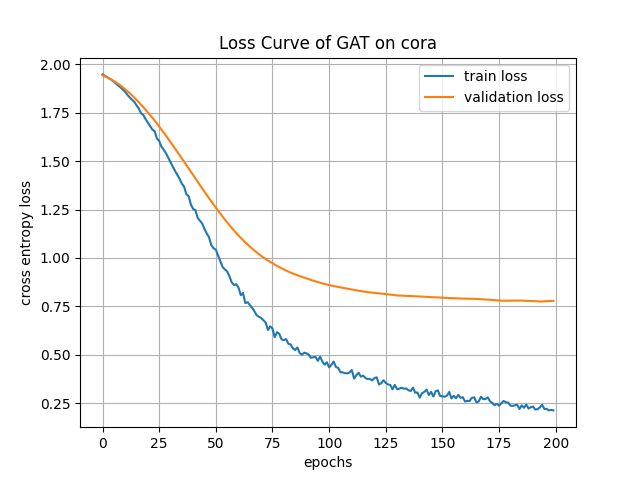 Loss Curve of GAT on cora
train loss
validation loss
cross entropy loss
2.00
1.75
1.50
1.25
1.00
0.75
0.50
0.25
0 25 50 75 100 125 150 175 200
epochs